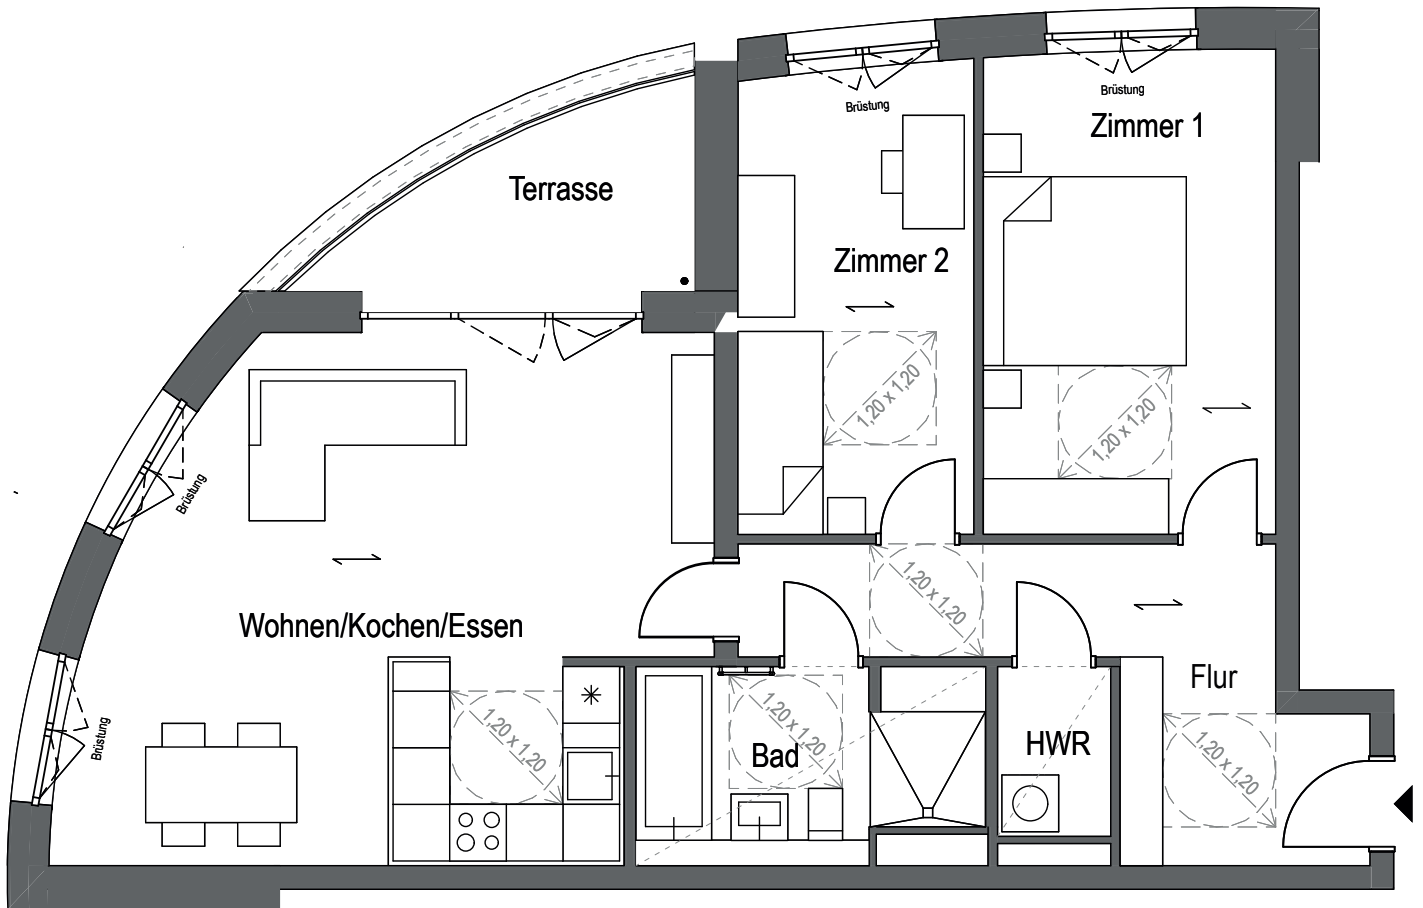 Brüstung
Brüstung
Zimmer 1
Terrasse
Zimmer 2
1,20 x 1,20
1,20 x 1,20
Brüstung
1,20 x 1,20
Wohnen/Kochen/Essen
Flur
1,20 x 1,20
1,20 x 1,20
1,20 x 1,20
Brüstung
Bad
HWR